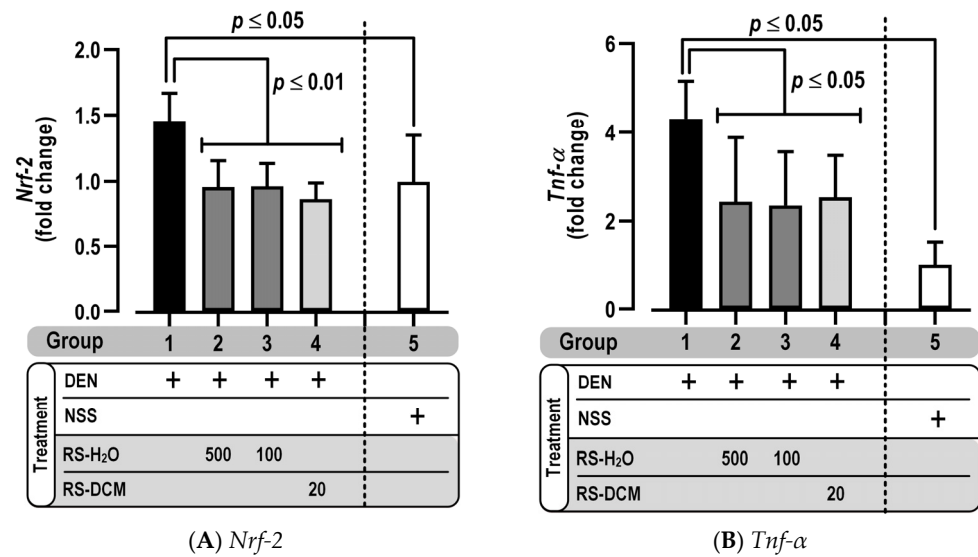 p ≤ 0.05
2.0
p ≤ 0.01
1.5
1.0
0.5
0.0
Nrf-2
(fold change)
Group 1 2 3 4 5
Treatment
DEN + + + +
NSS +
RS-H₂O 500 100
RS-DCM 20
(A) Nrf-2
p ≤ 0.05
6
p ≤ 0.05
4
2
0
Tnf-α
(fold change)
Group 1 2 3 4 5
Treatment
DEN + + + +
NSS +
RS-H₂O 500 100
RS-DCM 20
(B) Tnf-α